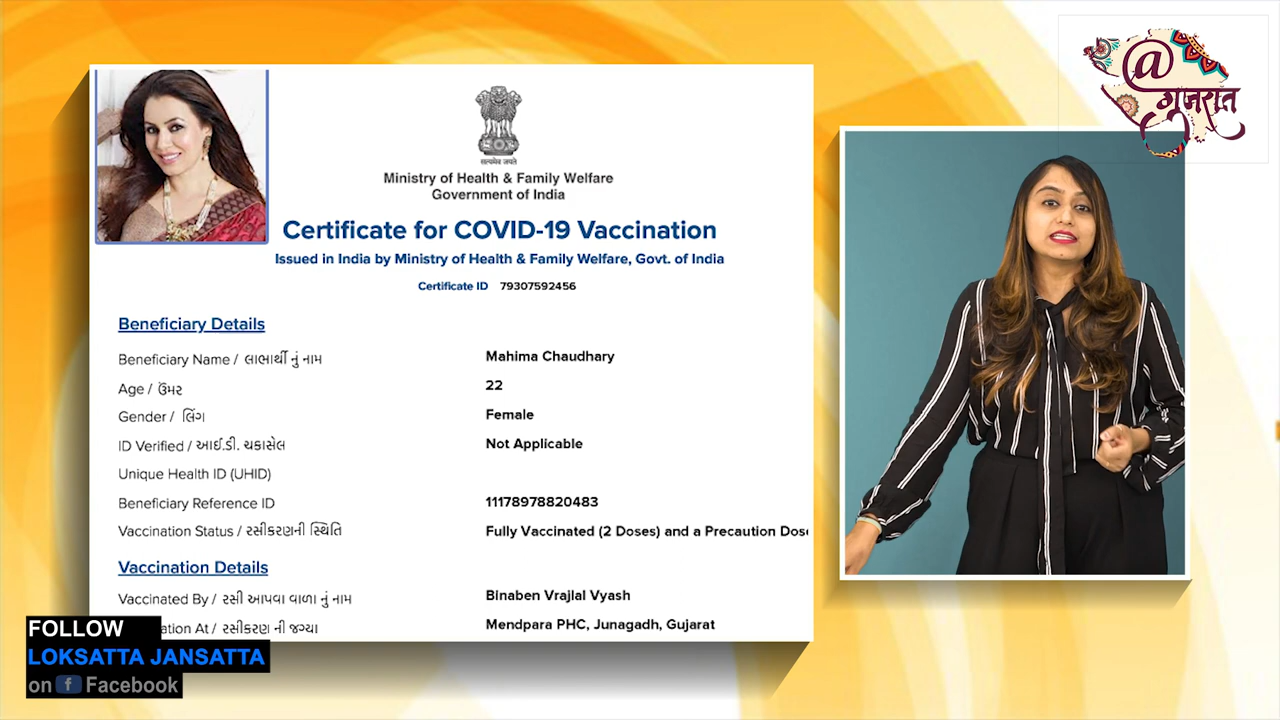 @
गुजरात
सत्यमेव जयते
Ministry of Health & Family Welfare
Government of India
Certificate for COVID-19 Vaccination
Issued in India by Ministry of Health & Family Welfare, Govt. of India
Certificate ID 79307592456
Beneficiary Details
Beneficiary Name / લાભાર્થી નું નામ Mahima Chaudhary
Age / ઉંમર 22
Gender / લિંગ Female
ID Verified / આઈ.ડી. ચકાસેલ Not Applicable
Unique Health ID (UHID)
Beneficiary Reference ID 11178978820483
Vaccination Status / રસીકરણની સ્થિતિ Fully Vaccinated (2 Doses) and a Precaution Dos
Vaccination Details
Vaccinated By / રસી આપવા વાળા નું નામ Binaben Vrajlal Vyash
ation At / રસીકરણ ની જગ્યા Mendpara PHC, Junagadh, Gujarat
FOLLOW
LOKSATTA JANSATTA
on f Facebook